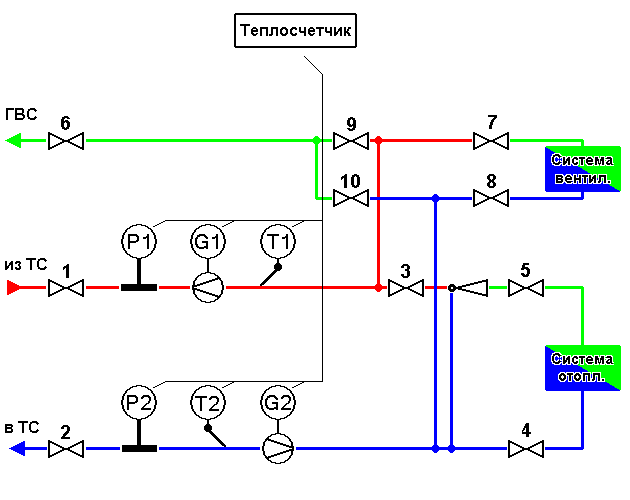 Теплосчетчик
ГВС
6
9
7
Система
вентил.
10
8
P1
G1
T1
из ТС
1
3
5
Система
отопл.
P2
T2
G2
в ТС
2
4